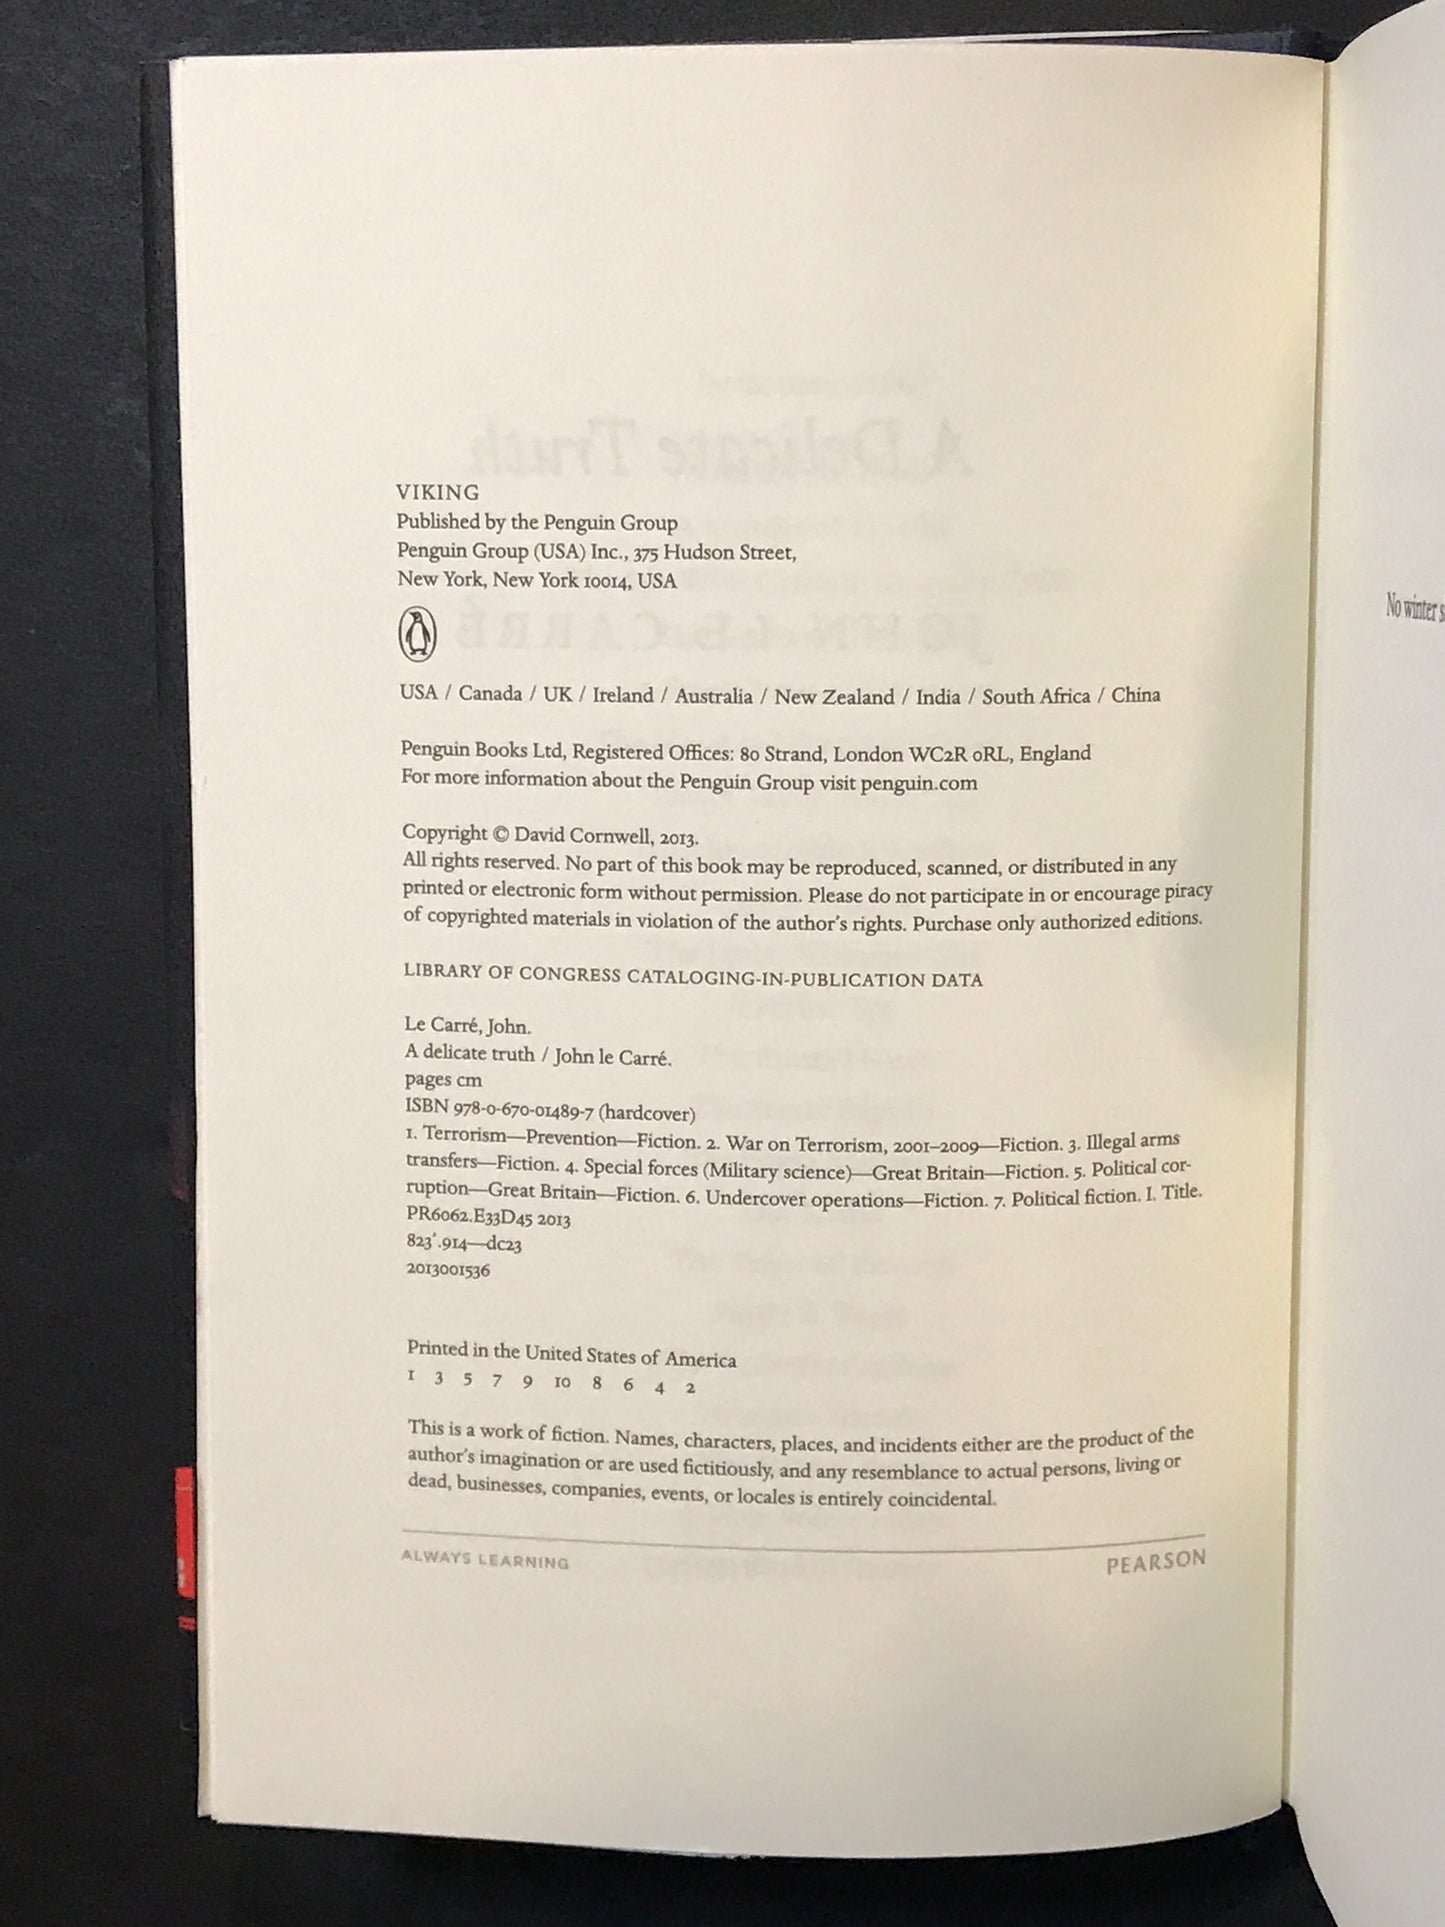 VIKING
Published by the Penguin Group
Penguin Group (USA) Inc., 375 Hudson Street,
New York, New York 10014, USA
USA / Canada / UK / Ireland / Australia / New Zealand / India / South Africa / China
Penguin Books Ltd, Registered Offices: 80 Strand, London WC2R 0RL, England
For more information about the Penguin Group visit penguin.com
Copyright © David Cornwell, 2013.
All rights reserved. No part of this book may be reproduced, scanned, or distributed in any
printed or electronic form without permission. Please do not participate in or encourage piracy
of copyrighted materials in violation of the author's rights. Purchase only authorized editions.
LIBRARY OF CONGRESS CATALOGING-IN-PUBLICATION DATA
Le Carré, John.
A delicate truth / John le Carré.
pages cm
ISBN 978-0-670-01489-7 (hardcover)
1. Terrorism—Prevention—Fiction. 2. War on Terrorism, 2001–2009—Fiction. 3. Illegal arms
transfers—Fiction. 4. Special forces (Military science)—Great Britain—Fiction. 5. Political cor-
ruption—Great Britain—Fiction. 6. Undercover operations—Fiction. 7. Political fiction. I. Title.
PR6062.E33D45 2013
823'.914—dc23
2013001536
Printed in the United States of America
1 3 5 7 9 10 8 6 4 2
This is a work of fiction. Names, characters, places, and incidents either are the product of the
author's imagination or are used fictitiously, and any resemblance to actual persons, living or
dead, businesses, companies, events, or locales is entirely coincidental.
ALWAYS LEARNING
PEARSON
No winter